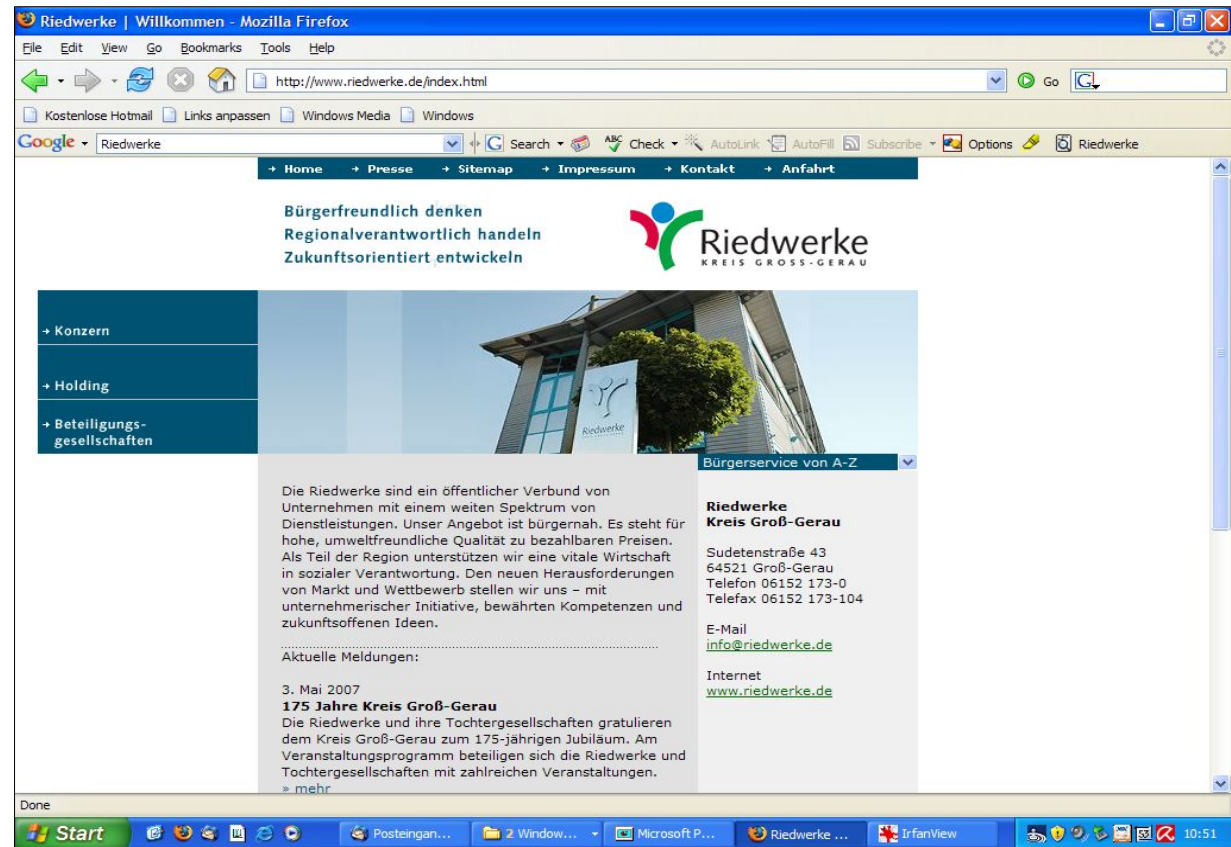 Riedwerke | Willkommen - Mozilla Firefox
File Edit View Go Bookmarks Tools Help
http://www.riedwerke.de/index.html Go
Kostenlose Hotmail Links anpassen Windows Media Windows
Google Riedwerke Search Check AutoLink AutoFill Subscribe Options Riedwerke
Home Presse Sitemap Impressum Kontakt Anfahrt
Bürgerfreundlich denken
Regionalverantwortlich handeln
Zukunftsorientiert entwickeln
Riedwerke
KREIS GROSS-GERAU
Konzern
Holding
Beteiligungs-
gesellschaften
Riedwerke
Bürgerservice von A-Z
Die Riedwerke sind ein öffentlicher Verbund von
Unternehmen mit einem weiten Spektrum von
Dienstleistungen. Unser Angebot ist bürgernah. Es steht für
hohe, umweltfreundliche Qualität zu bezahlbaren Preisen.
Als Teil der Region unterstützen wir eine vitale Wirtschaft
in sozialer Verantwortung. Den neuen Herausforderungen
von Markt und Wettbewerb stellen wir uns – mit
unternehmerischer Initiative, bewährten Kompetenzen und
zukunftsoffenen Ideen.
Aktuelle Meldungen:
3. Mai 2007
175 Jahre Kreis Groß-Gerau
Die Riedwerke und ihre Tochtergesellschaften gratulieren
dem Kreis Groß-Gerau zum 175-jährigen Jubiläum. Am
Veranstaltungsprogramm beteiligen sich die Riedwerke und
Tochtergesellschaften mit zahlreichen Veranstaltungen.
» mehr
Riedwerke
Kreis Groß-Gerau
Sudetenstraße 43
64521 Groß-Gerau
Telefon 06152 173-0
Telefax 06152 173-104
E-Mail
info@riedwerke.de
Internet
www.riedwerke.de
Done
Start Posteingan... 2 Window... Microsoft P... Riedwerke ... IrfanView 10:51